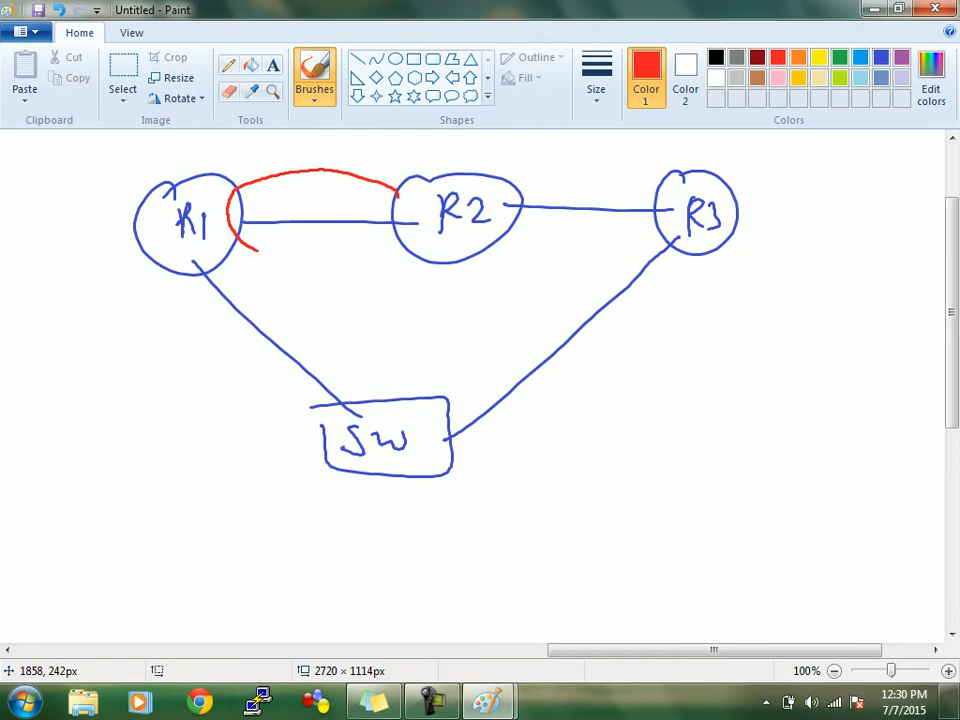 Untitled - Paint
Home
View
Paste
Cut
Copy
Clipboard
Select
Crop
Resize
Rotate
Image
A
Tools
Brushes
Outline
Fill
Shapes
Size
Color 1
Color 2
Edit colors
Colors
R1
R2
R3
SW
1858, 242px
2720 × 1114px
100%
12:30 PM
7/7/2015